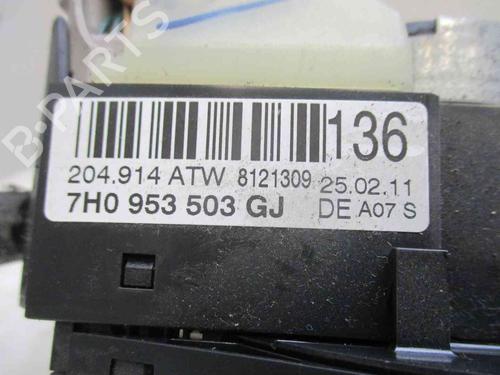 136
204.914 ATW 8121309 25.02.11
7H0 953 503 GJ DE A07 S
B-PARTS